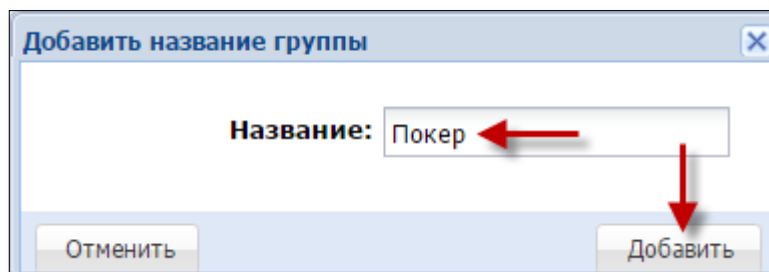 Добавить название группы
Название: Покер
Отменить Добавить